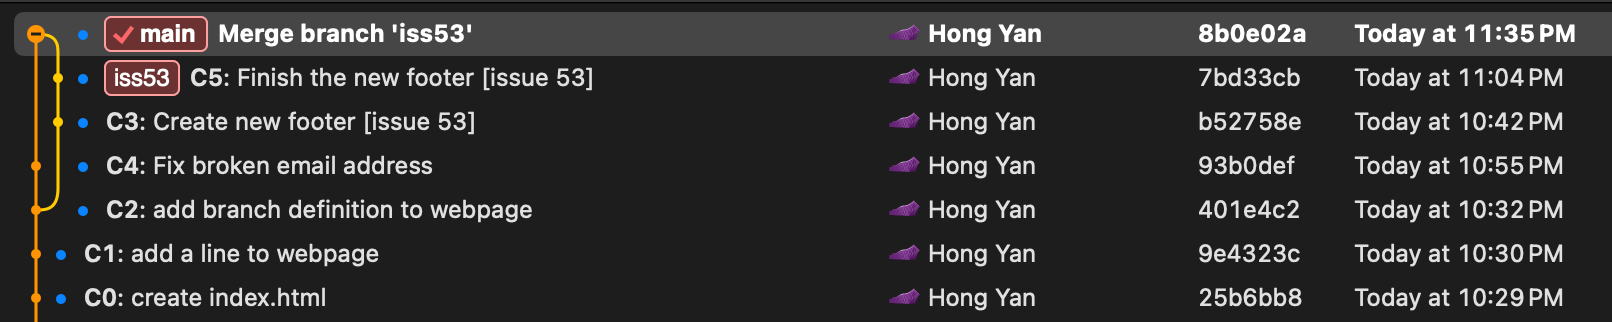 main Merge branch 'iss53' Hong Yan 8b0e02a Today at 11:35 PM
iss53 C5: Finish the new footer [issue 53] Hong Yan 7bd33cb Today at 11:04 PM
C3: Create new footer [issue 53] Hong Yan b52758e Today at 10:42 PM
C4: Fix broken email address Hong Yan 93b0def Today at 10:55 PM
C2: add branch definition to webpage Hong Yan 401e4c2 Today at 10:32 PM
C1: add a line to webpage Hong Yan 9e4323c Today at 10:30 PM
C0: create index.html Hong Yan 25b6bb8 Today at 10:29 PM